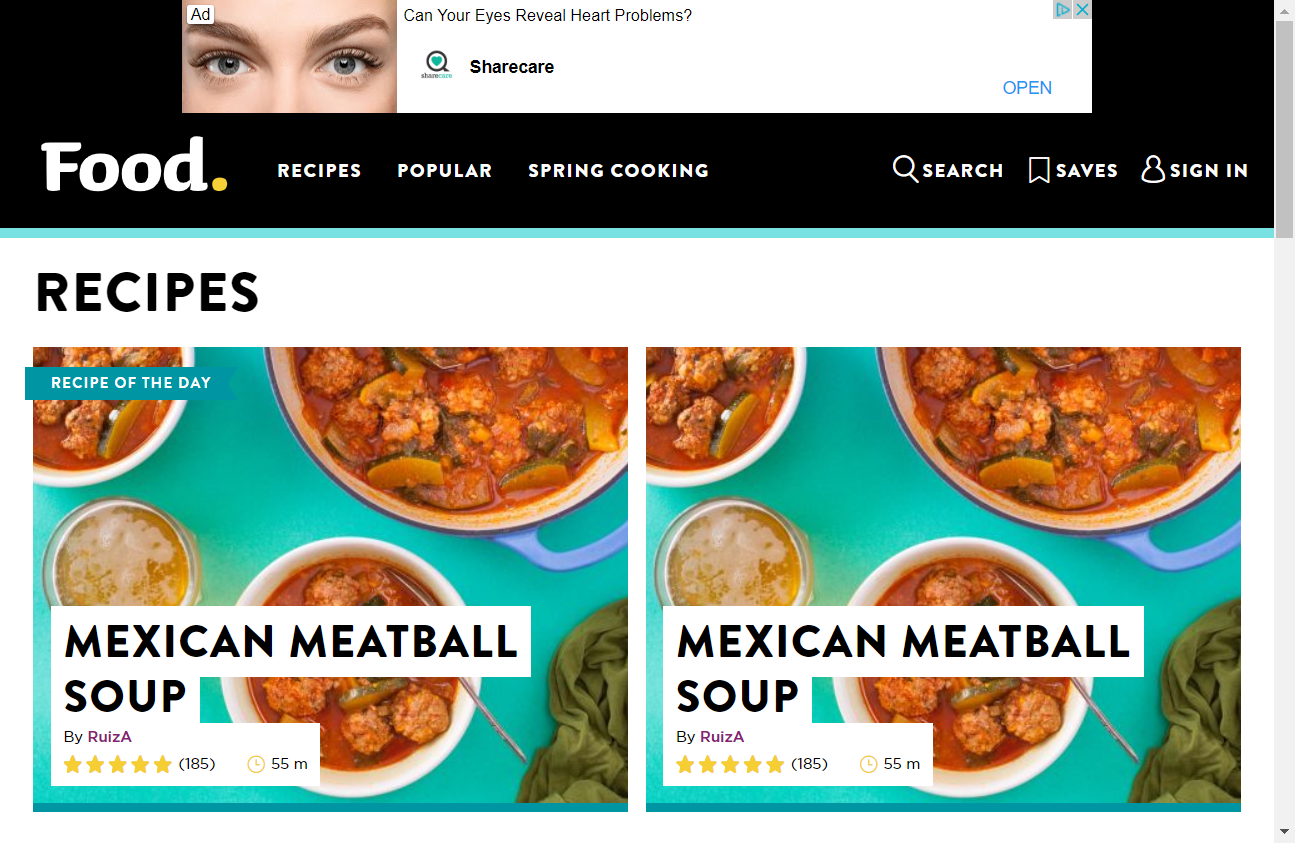 Ad
Can Your Eyes Reveal Heart Problems?
sharecare
Sharecare
OPEN
Food.
RECIPES
POPULAR
SPRING COOKING
SEARCH
SAVES
SIGN IN
RECIPES
RECIPE OF THE DAY
MEXICAN MEATBALL
SOUP
By RuizA
(185)
55 m
MEXICAN MEATBALL
SOUP
By RuizA
(185)
55 m